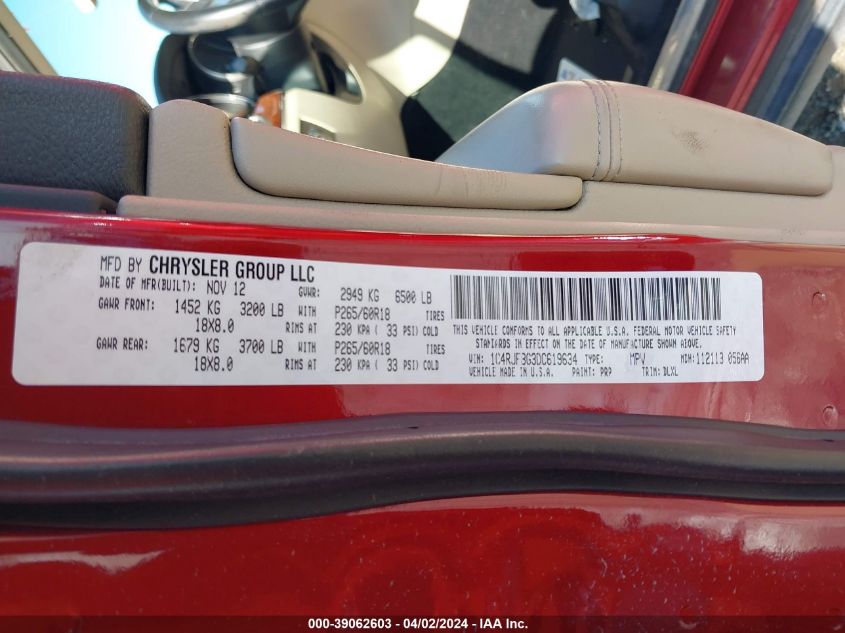 MFD BY CHRYSLER GROUP LLC
DATE OF MFR(BUILT): NOV 12 GVWR: 2949 KG 6500 LB
GAWR FRONT: 1452 KG 3200 LB WITH P265/60R18 TIRES
18X8.0 RIMS AT 230 KPA ( 33 PSI) COLD
GAWR REAR: 1679 KG 3700 LB WITH P265/60R18 TIRES
18X8.0 RIMS AT 230 KPA ( 33 PSI) COLD
THIS VEHICLE CONFORMS TO ALL APPLICABLE U.S.A. FEDERAL MOTOR VEHICLE SAFETY
STANDARDS IN EFFECT ON THE DATE OF MANUFACTURE SHOWN ABOVE.
VIN: 1C4RJF3G3DC619634 TYPE: MPV MDH: 112113 056AA
VEHICLE MADE IN U.S.A. PAINT: PRP TRIM: DLXL
000-39062603 - 04/02/2024 - IAA Inc.